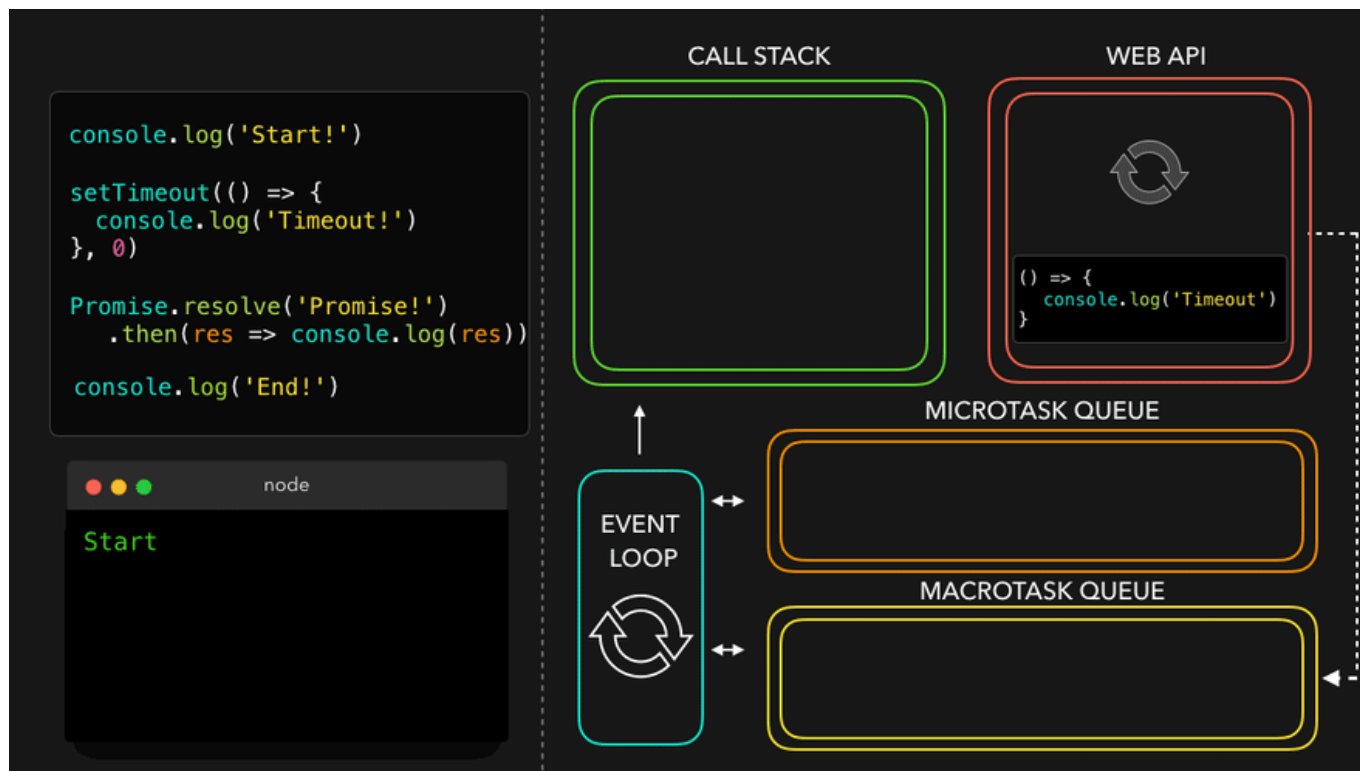 console.log('Start!')
setTimeout(() => {
  console.log('Timeout!')
}, 0)
Promise.resolve('Promise!')
   .then(res => console.log(res))
console.log('End!')
node
Start
CALL STACK
WEB API
() => {
  console.log('Timeout')
}
MICROTASK QUEUE
EVENT
LOOP
MACROTASK QUEUE